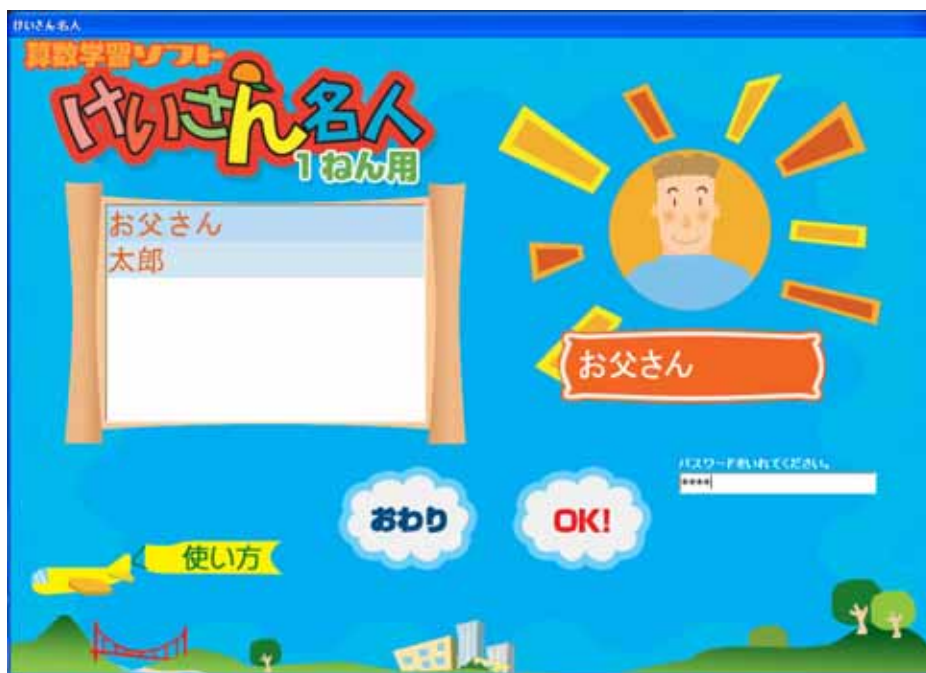 けいさん名人
算数学習ソフト
けいさん名人
1ねん用
お父さん
太郎
お父さん
パスワードをいれてください。
****
おわり
OK!
使い方